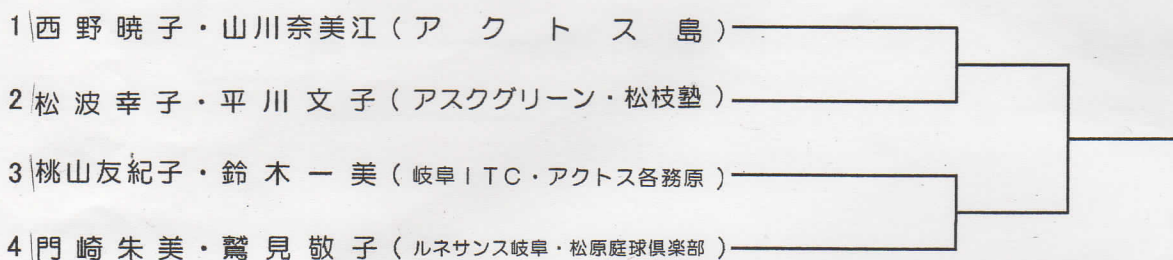 1 西野暁子・山川奈美江(アクトス島)
2 松波幸子・平川文子(アスクグリーン・松枝塾)
3 桃山友紀子・鈴木一美(岐阜ITC・アクトス各務原)
4 門崎朱美・鷲見敬子(ルネサンス岐阜・松原庭球倶楽部)